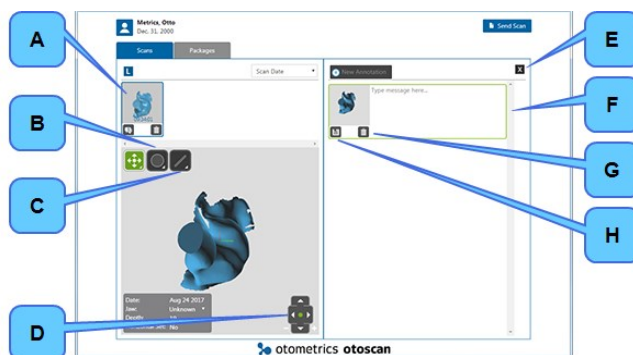 A
B
C
D
E
F
G
H
Metrics, Otto
Dec. 31, 2000
Send Scan
Scans
Packages
L
Scan Date
New Annotation
X
Type message here...
Date: Aug 24 2017
Jaw: Unknown
Depth:
No
otometrics otoscan